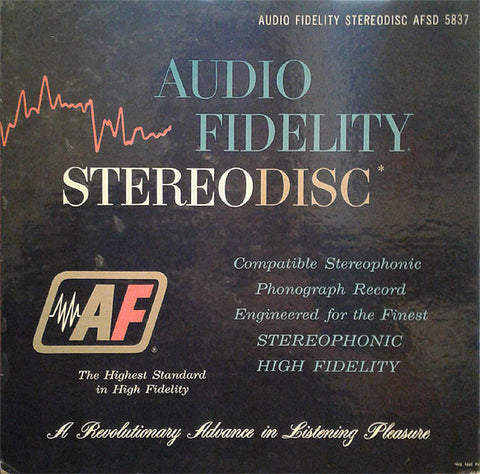 AUDIO FIDELITY STEREODISC AFSD 5837
AUDIO
FIDELITY
STEREODISC*
Compatible Stereophonic
Phonograph Record
Engineered for the Finest
STEREOPHONIC
HIGH FIDELITY
AF®
The Highest Standard
in High Fidelity
A Revolutionary Advance in Listening Pleasure